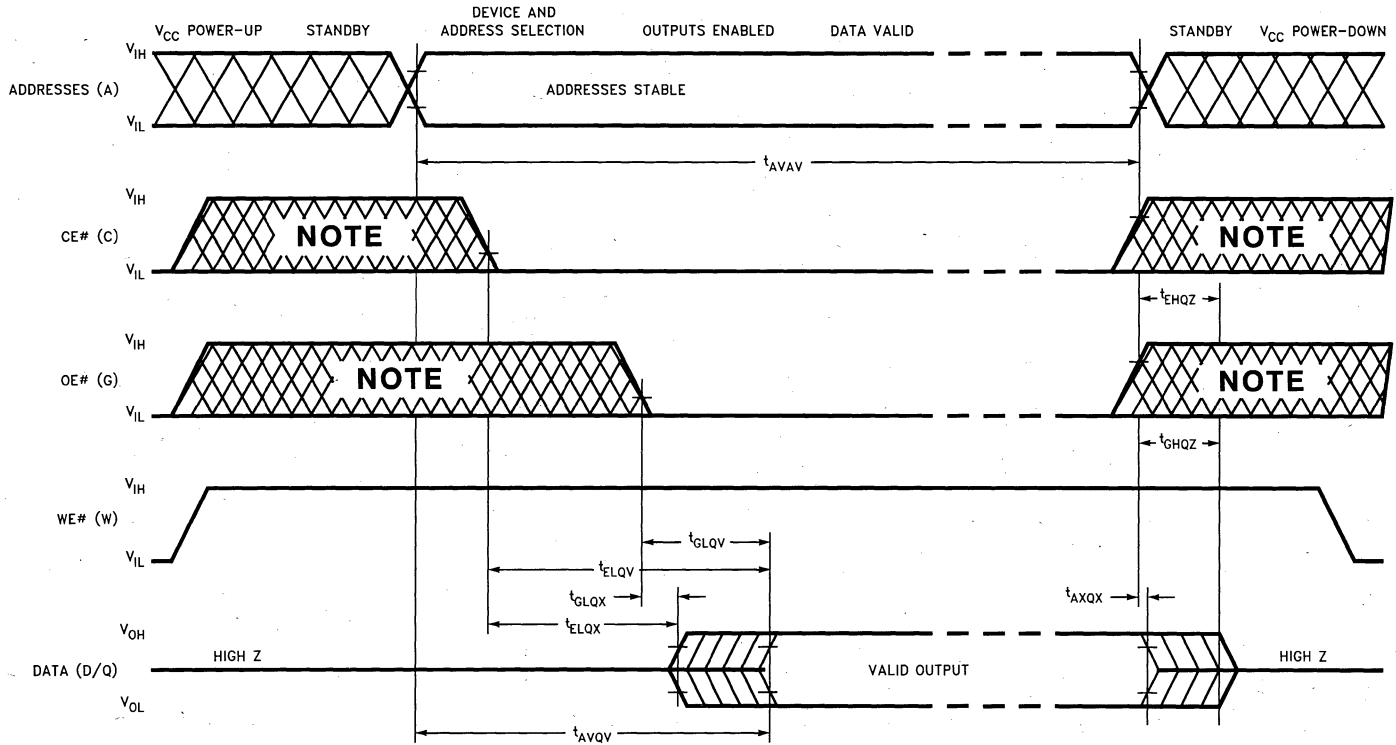 VCC POWER-UP STANDBY DEVICE AND ADDRESS SELECTION OUTPUTS ENABLED DATA VALID STANDBY VCC POWER-DOWN
VIH
ADDRESSES (A) ADDRESSES STABLE
VIL
tAVAV
VIH
CE# (C) NOTE NOTE
VIL
tEHQZ
VIH
OE# (G) NOTE NOTE
VIL
tGHQZ
VIH
WE# (W)
VIL
tGLQV
tELQV
tGLQX tAXQX
tELQX
VOH
HIGH Z HIGH Z
DATA (D/Q) VALID OUTPUT
VOL
tAVQV